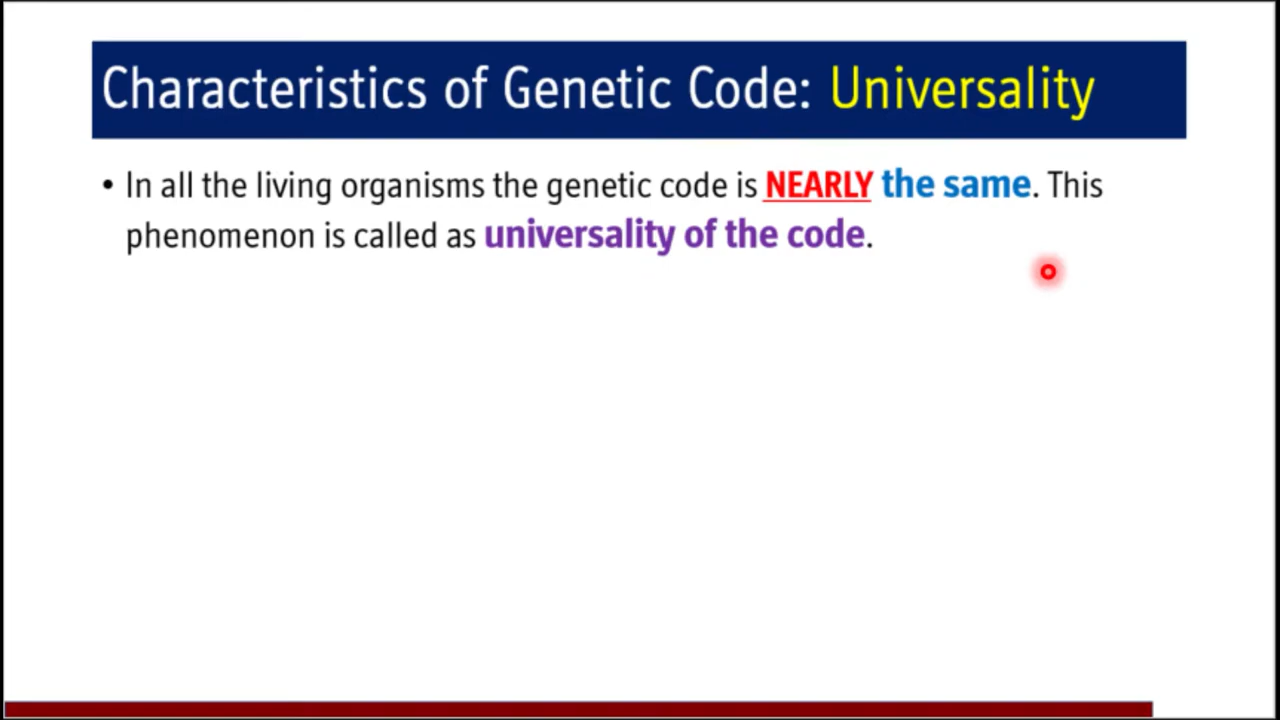 Characteristics of Genetic Code: Universality
• In all the living organisms the genetic code is NEARLY the same. This
phenomenon is called as universality of the code.